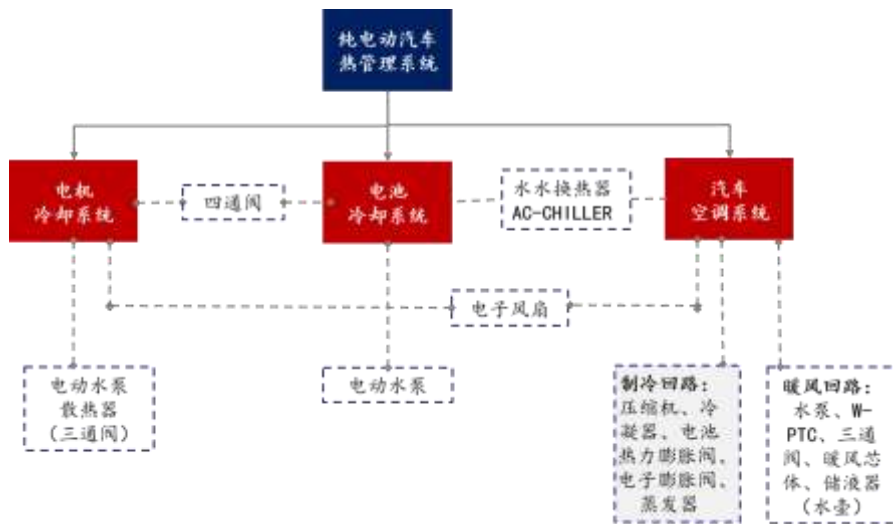 纯电动汽车
热管理系统
电机
冷却系统
四通阀
电池
冷却系统
水水换热器
AC-CHILLER
汽车
空调系统
电子风扇
电动水泵
散热器
（三通阀）
电动水泵
制冷回路：
压缩机、冷
凝器、电池
热力膨胀阀、
电子膨胀阀、
蒸发器
暖风回路：
水泵、W-
PTC、三通
阀、暖风芯
体、储液器
（水壶）